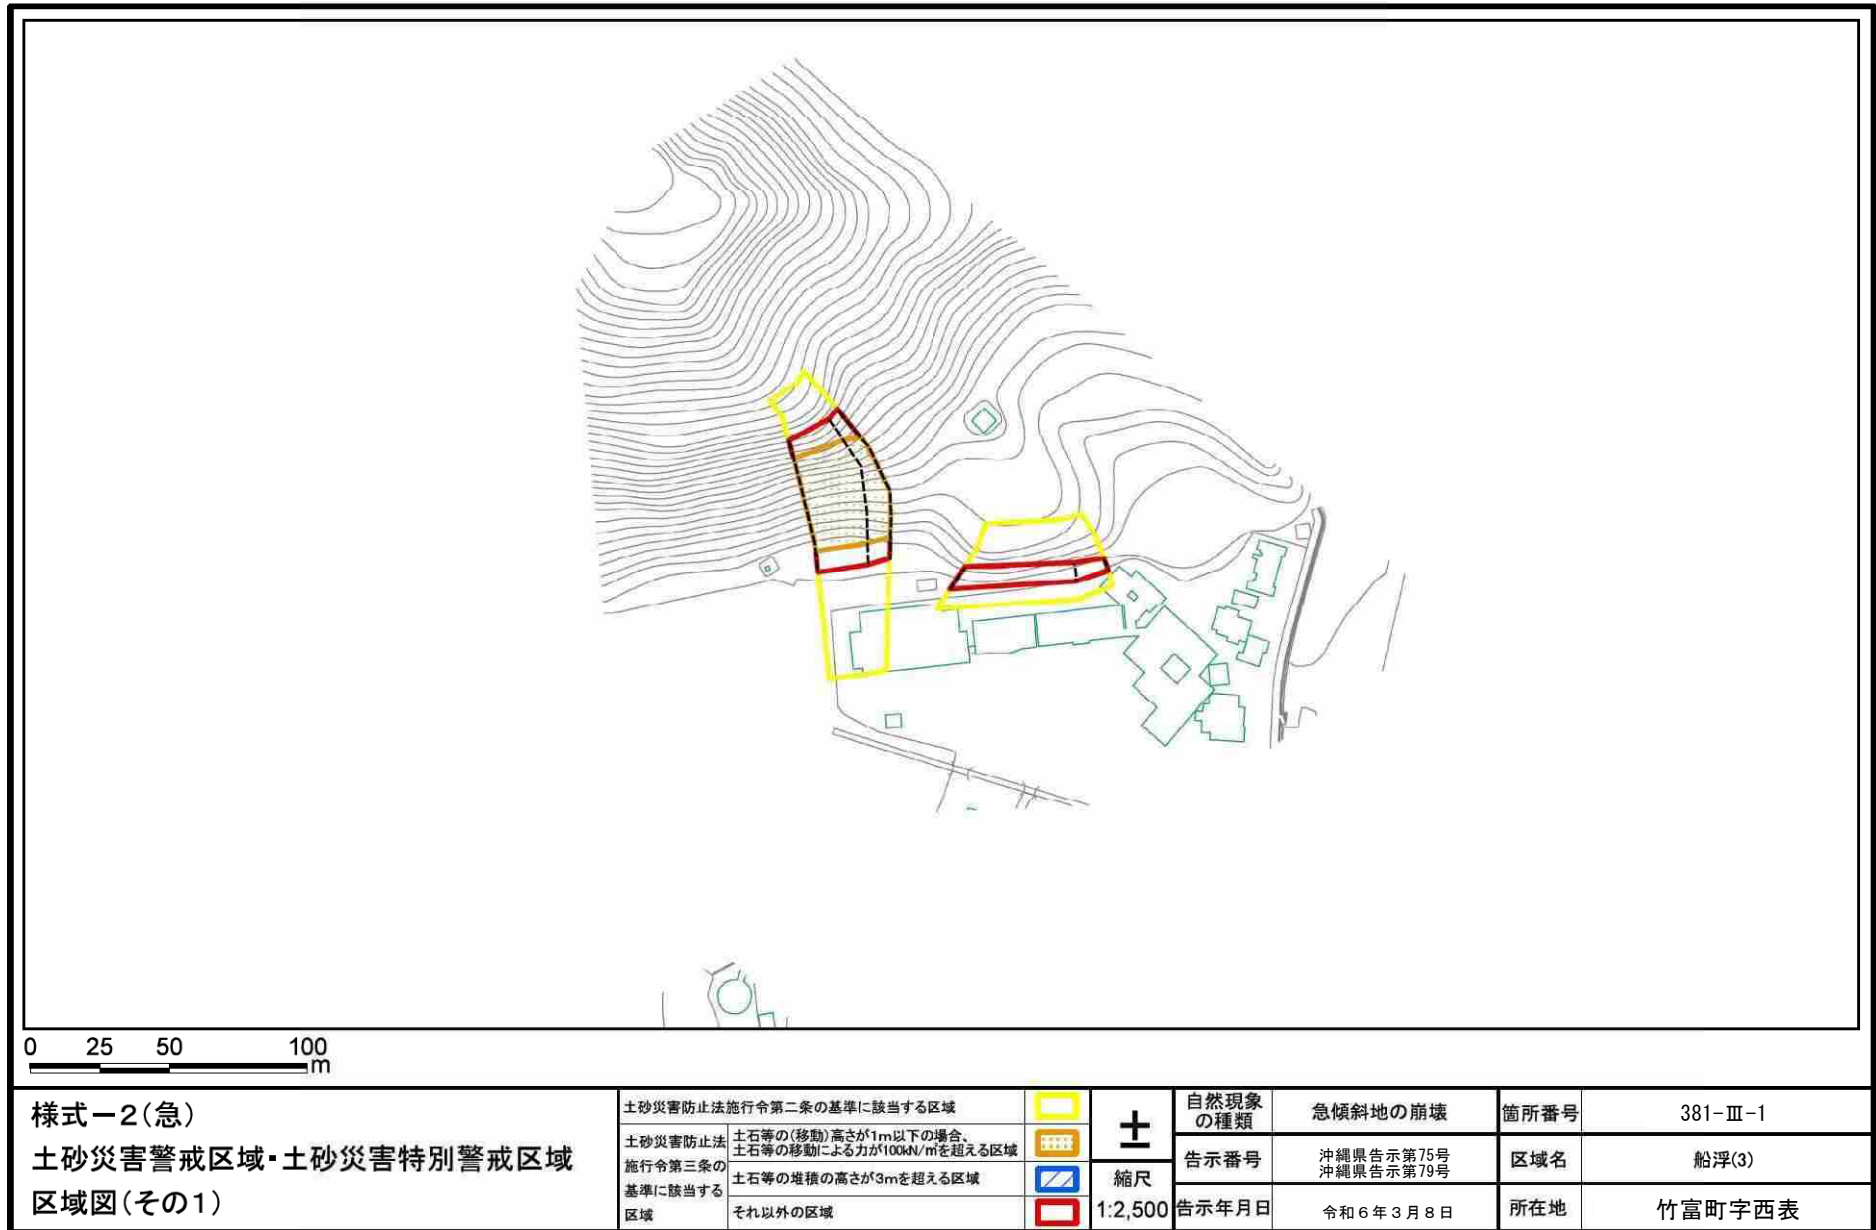 0 25 50 100
m
様式－2(急)
土砂災害警戒区域・土砂災害特別警戒区域
区域図(その1)
土砂災害防止法施行令第二条の基準に該当する区域
土砂災害防止法
施行令第三条の
基準に該当する
区域
土石等の(移動)高さが1m以下の場合、
土石等の移動による力が100kN/㎡を超える区域
土石等の堆積の高さが3mを超える区域
それ以外の区域
縮尺
1:2,500
自然現象
の種類
急傾斜地の崩壊
箇所番号
381-Ⅲ-1
告示番号
沖縄県告示第75号
沖縄県告示第79号
区域名
船浮(3)
告示年月日
令和6年3月8日
所在地
竹富町字西表